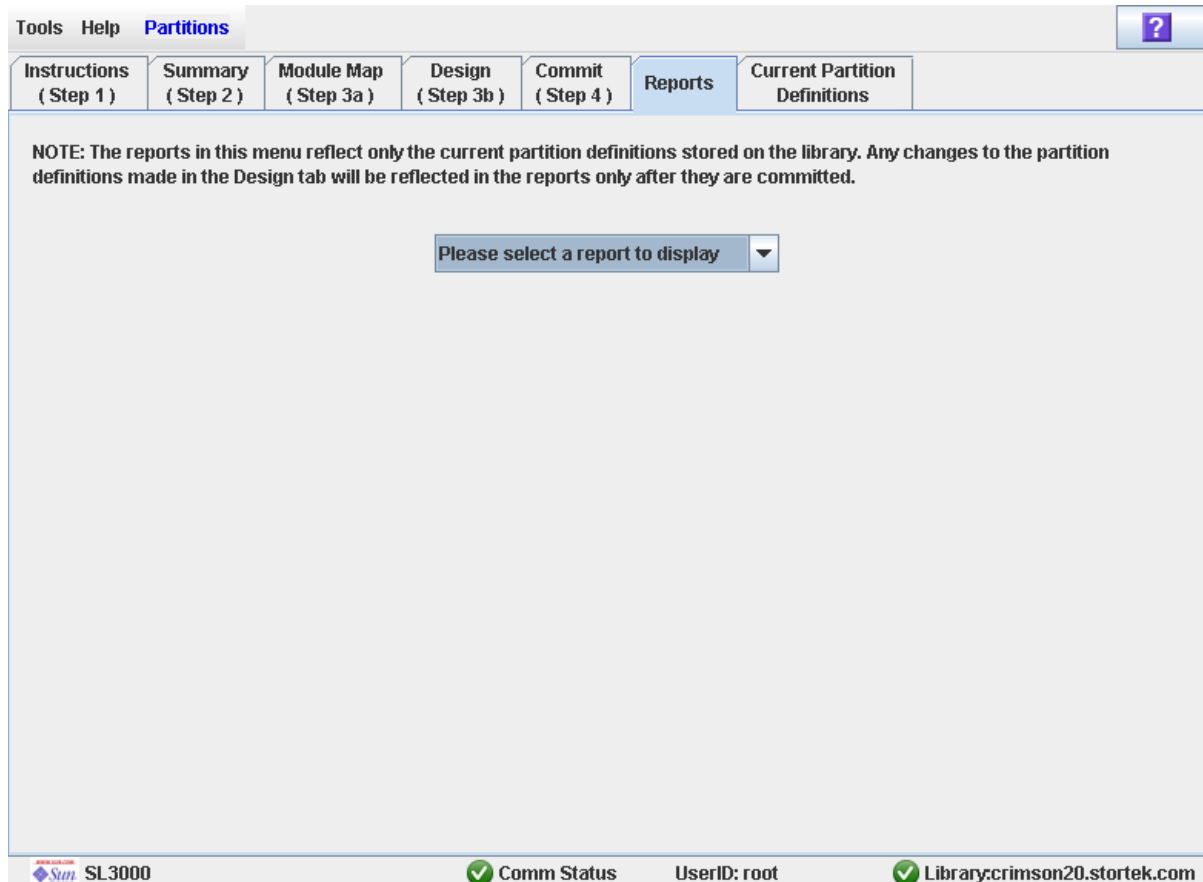 Tools Help Partitions
?
Instructions
( Step 1 )
Summary
( Step 2 )
Module Map
( Step 3a )
Design
( Step 3b )
Commit
( Step 4 )
Reports
Current Partition
Definitions
NOTE: The reports in this menu reflect only the current partition definitions stored on the library. Any changes to the partition
definitions made in the Design tab will be reflected in the reports only after they are committed.
Please select a report to display
www.sun.com
Sun SL3000
Comm Status
UserID: root
Library:crimson20.stortek.com